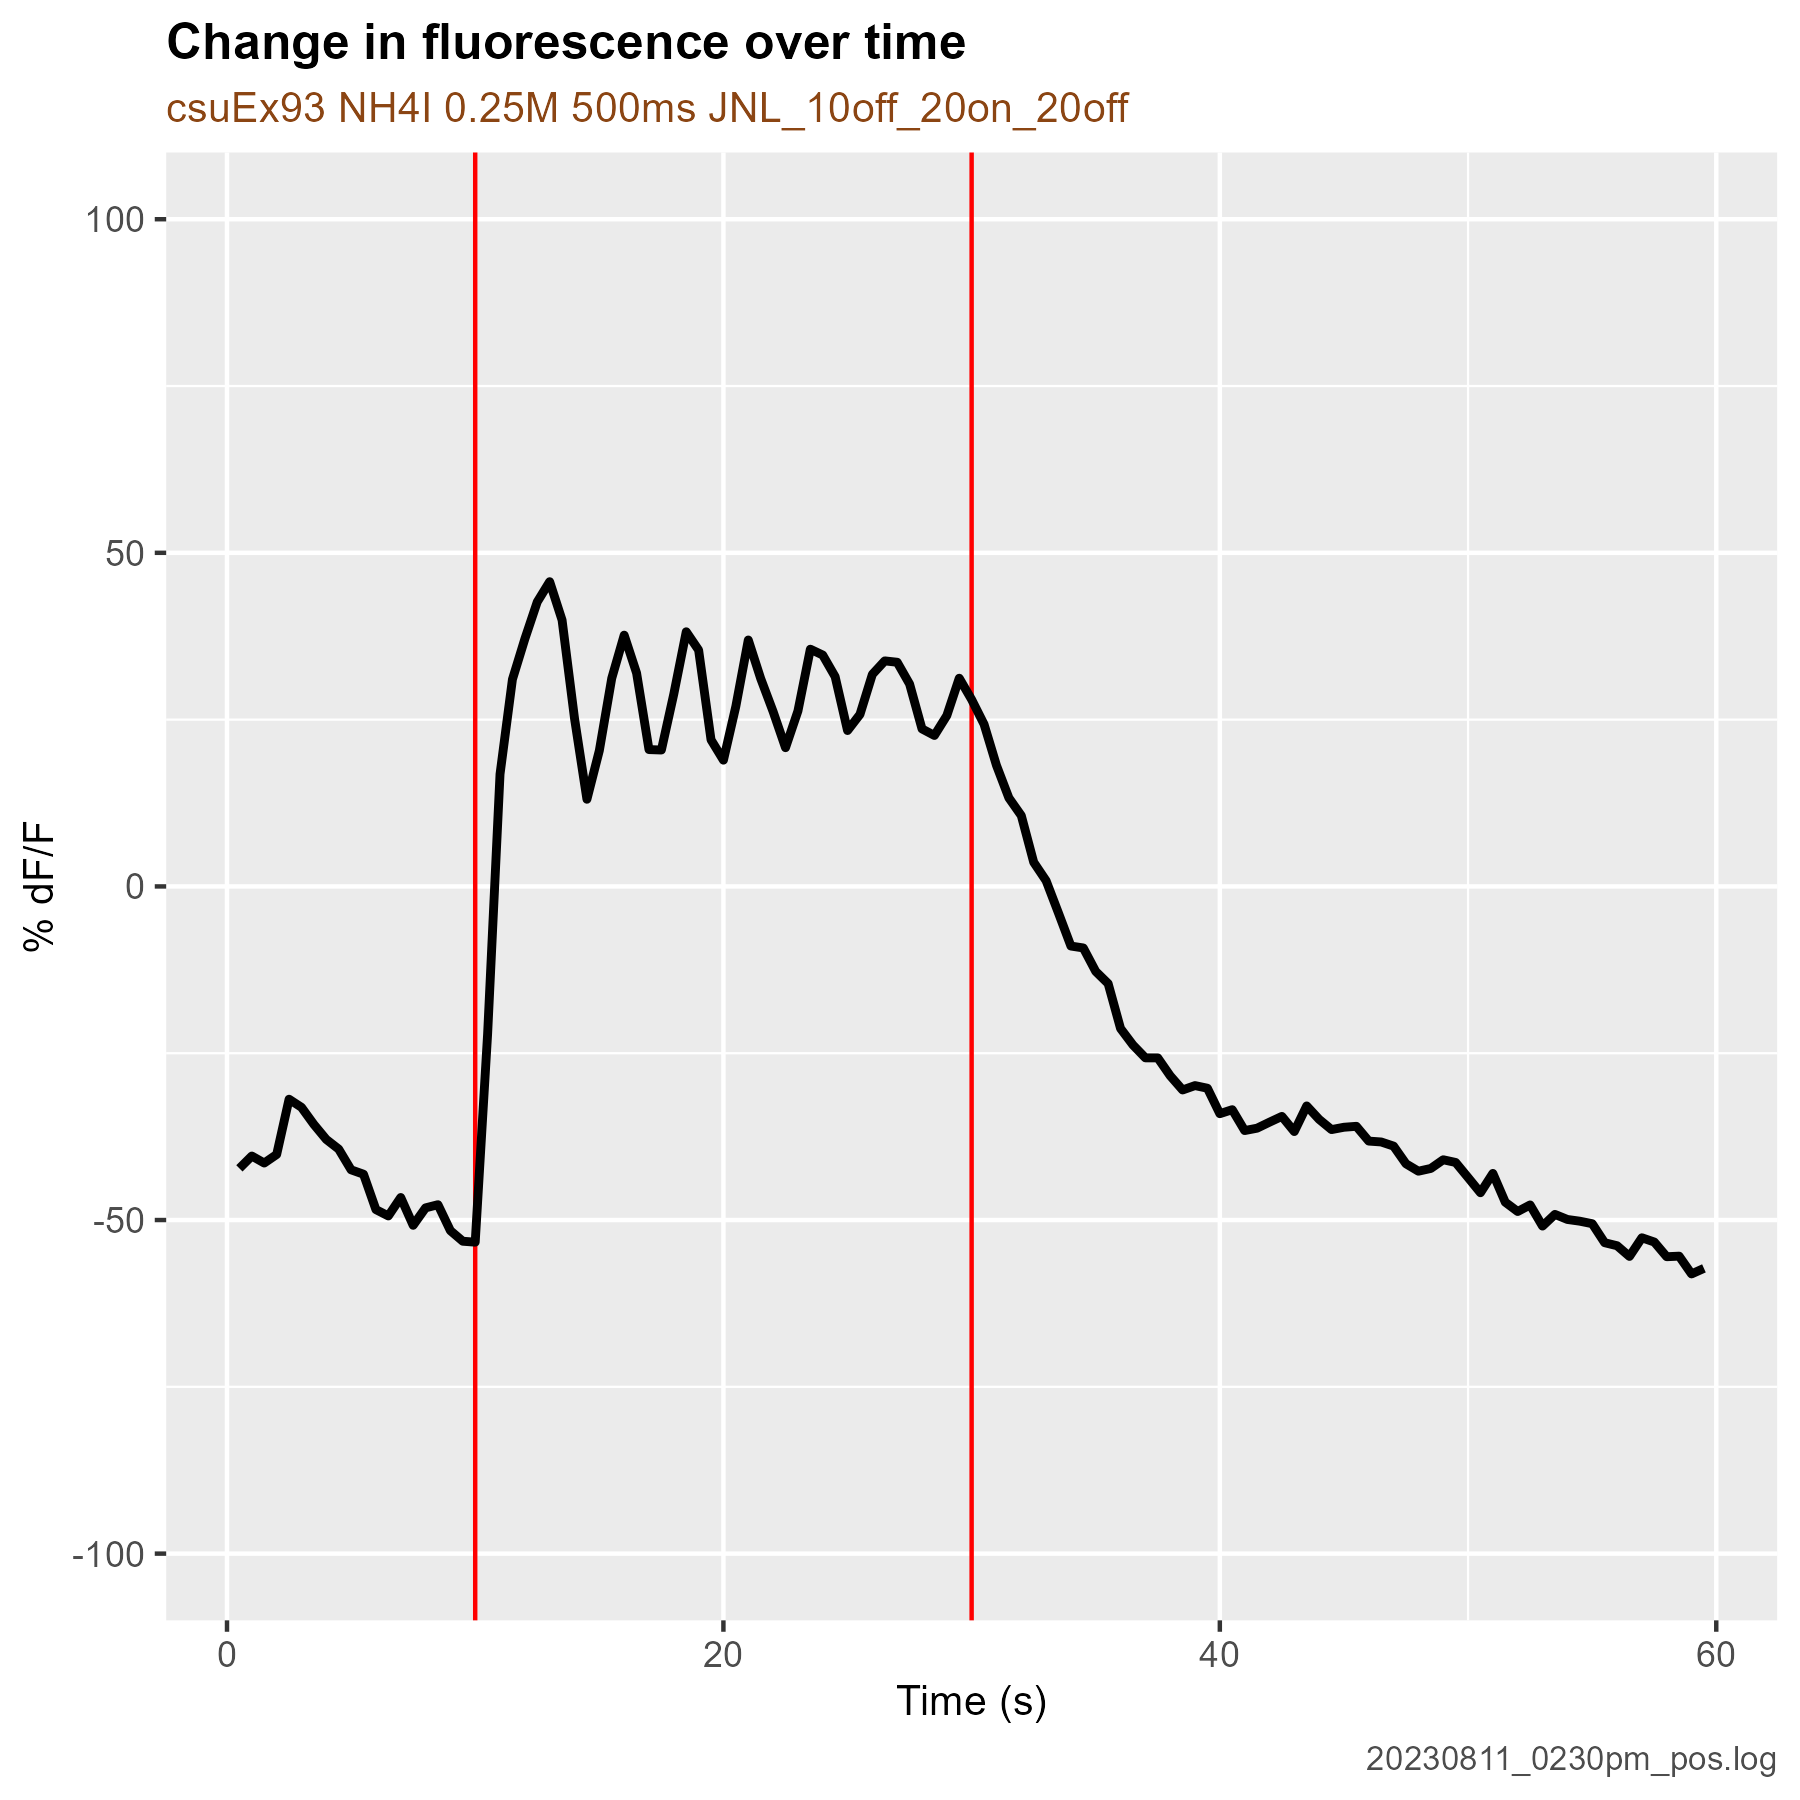 Change in fluorescence over time
csuEx93 NH4I 0.25M 500ms JNL_10off_20on_20off
% dF/F
100
50
0
-50
-100
0 20 40 60
Time (s)
20230811_0230pm_pos.log